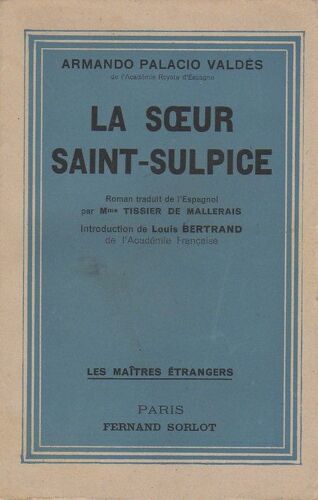 ARMANDO PALACIO VALDÈS
de l'Académie Royale d'Espagne
LA SŒUR
SAINT-SULPICE
Roman traduit de l'Espagnol
par Mme TISSIER DE MALLERAIS
Introduction de Louis BERTRAND
de l'Académie Française
LES MAÎTRES ÉTRANGERS
PARIS
FERNAND SORLOT